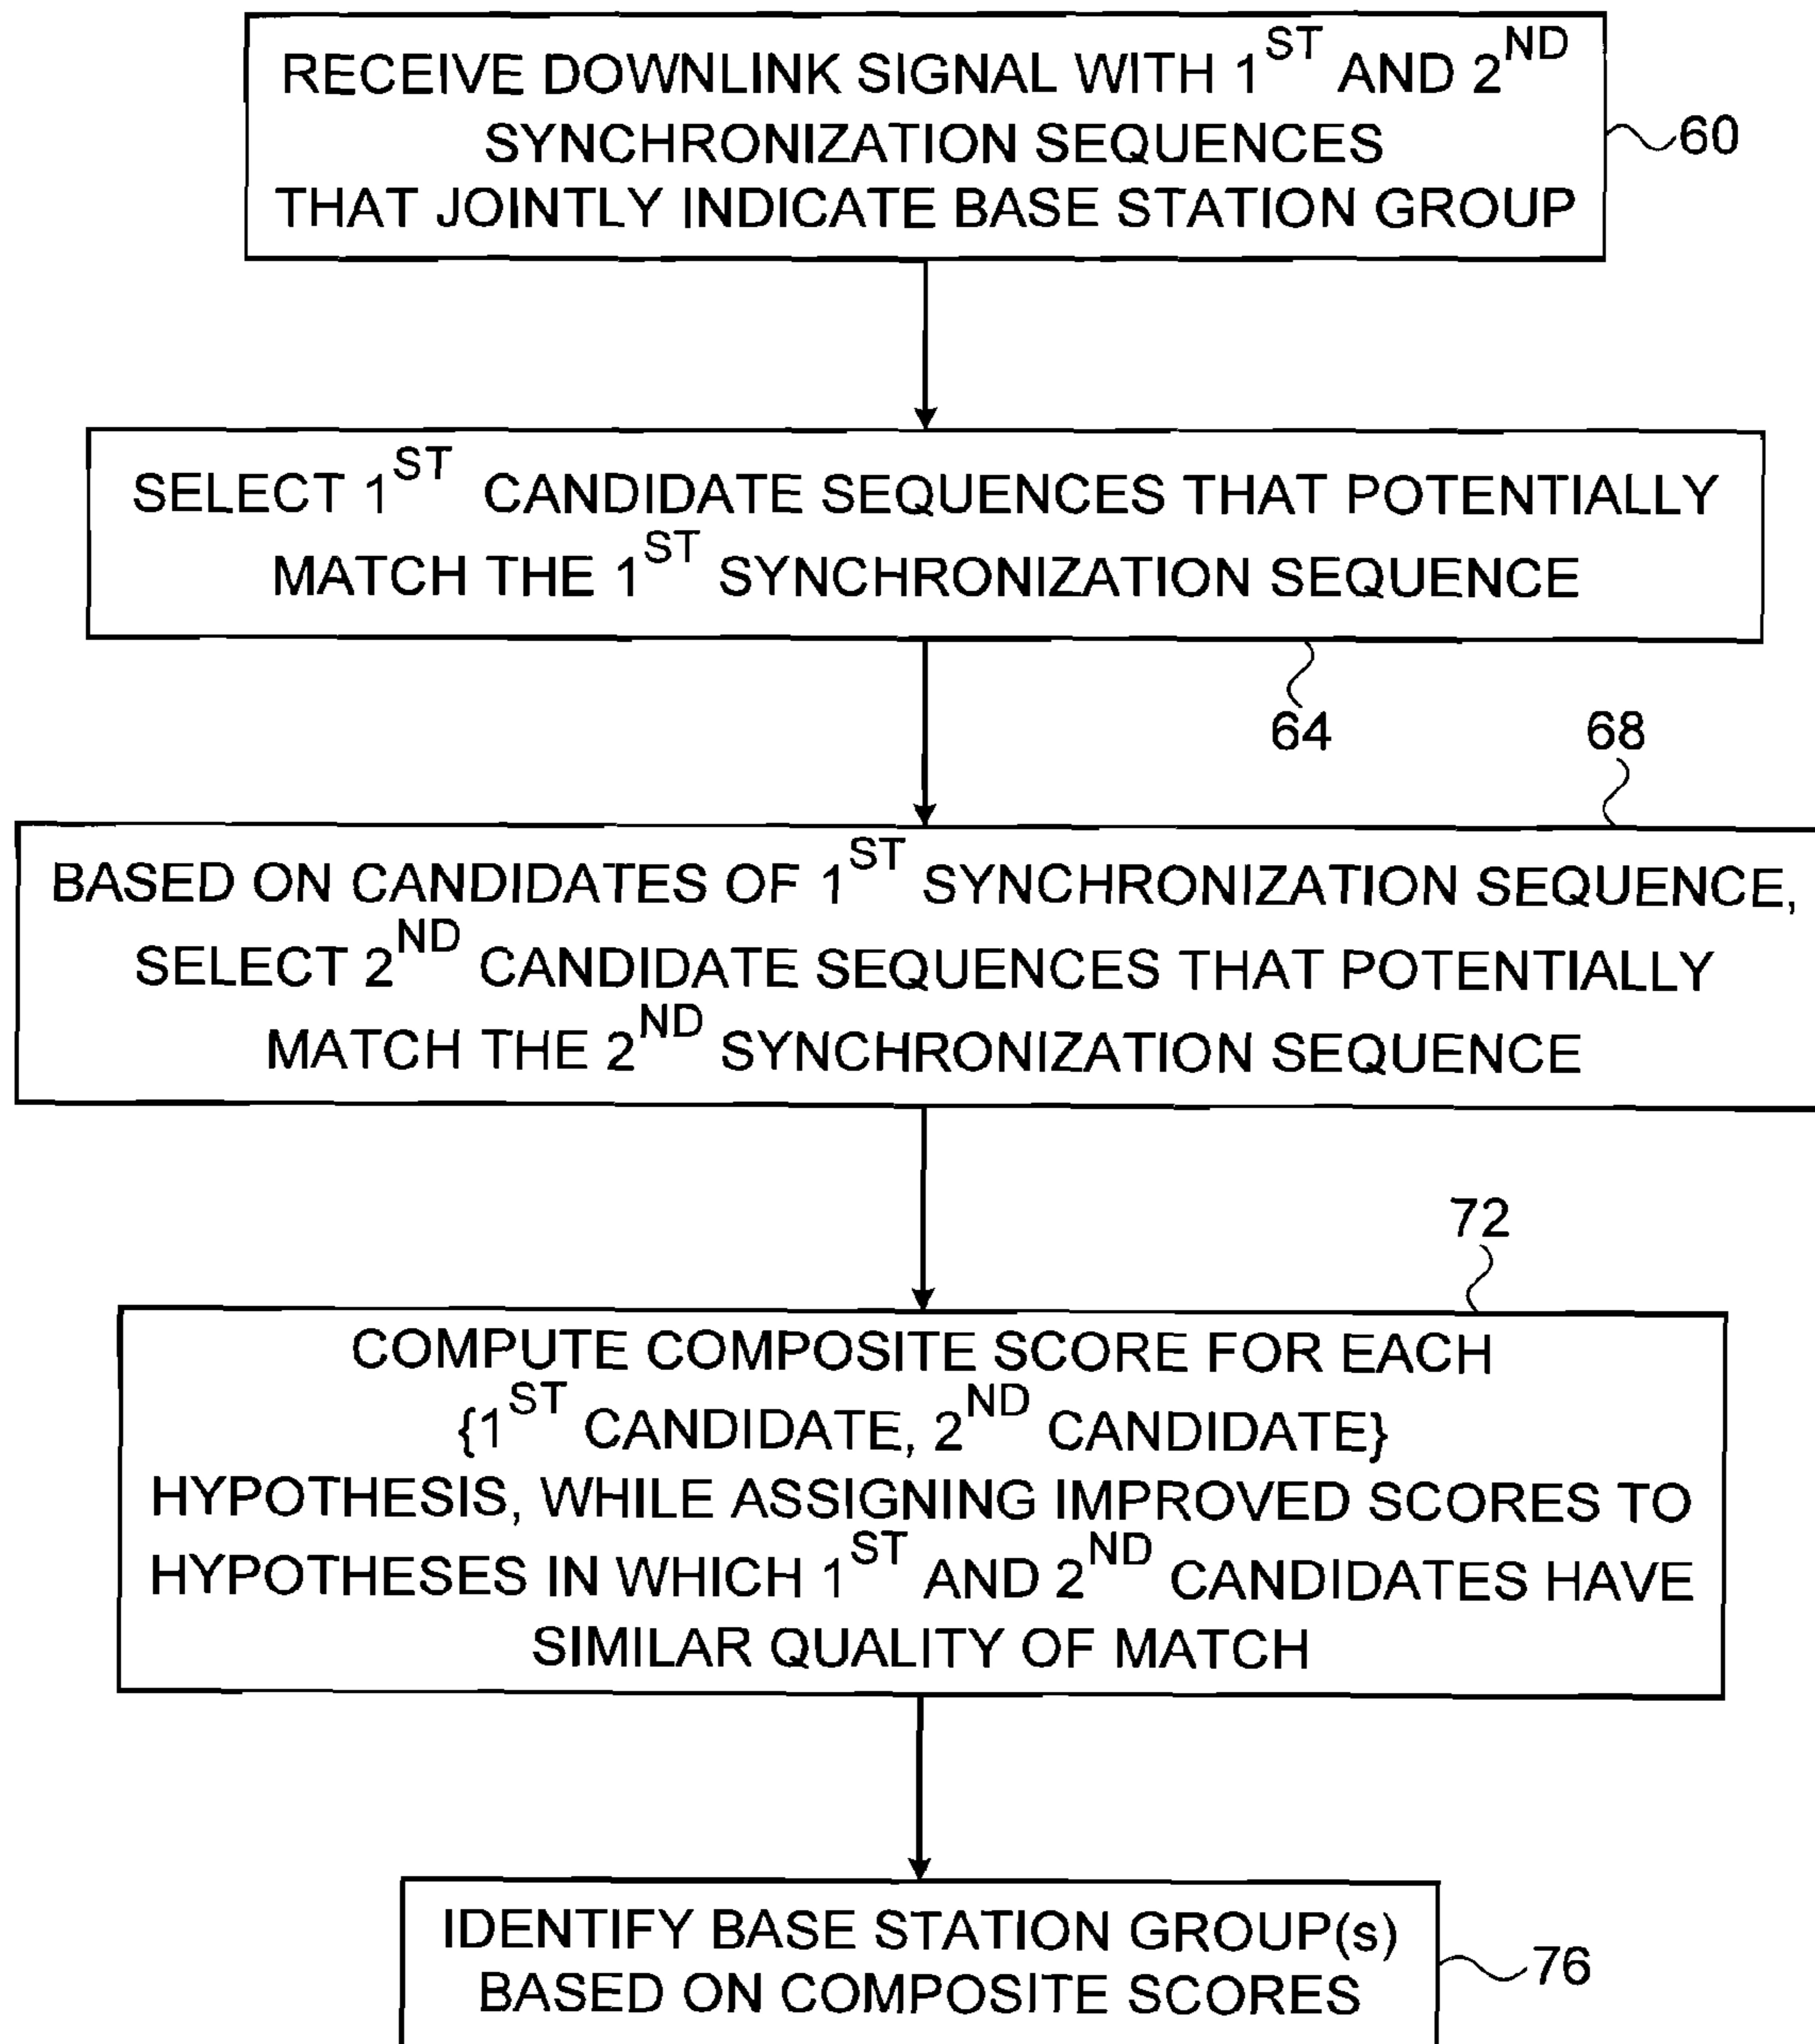 RECEIVE DOWNLINK SIGNAL WITH 1ST AND 2ND
SYNCHRONIZATION SEQUENCES
THAT JOINTLY INDICATE BASE STATION GROUP
60
SELECT 1ST CANDIDATE SEQUENCES THAT POTENTIALLY
MATCH THE 1ST SYNCHRONIZATION SEQUENCE
64
68
BASED ON CANDIDATES OF 1ST SYNCHRONIZATION SEQUENCE,
SELECT 2ND CANDIDATE SEQUENCES THAT POTENTIALLY
MATCH THE 2ND SYNCHRONIZATION SEQUENCE
72
COMPUTE COMPOSITE SCORE FOR EACH
{1ST CANDIDATE, 2ND CANDIDATE}
HYPOTHESIS, WHILE ASSIGNING IMPROVED SCORES TO
HYPOTHESES IN WHICH 1ST AND 2ND CANDIDATES HAVE
SIMILAR QUALITY OF MATCH
IDENTIFY BASE STATION GROUP(s)
BASED ON COMPOSITE SCORES
76